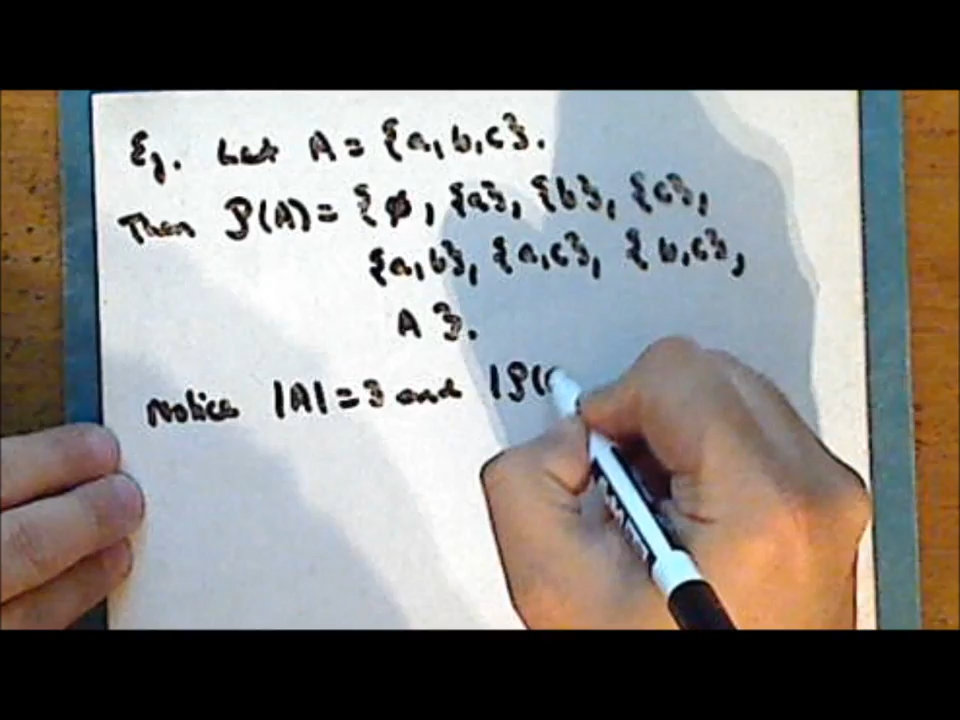 Eg. Let A = {a, b, c}.
Then P(A) = {ø, {a}, {b}, {c},
{a, b}, {a, c}, {b, c},
A }.
Notice |A| = 3 and |P(